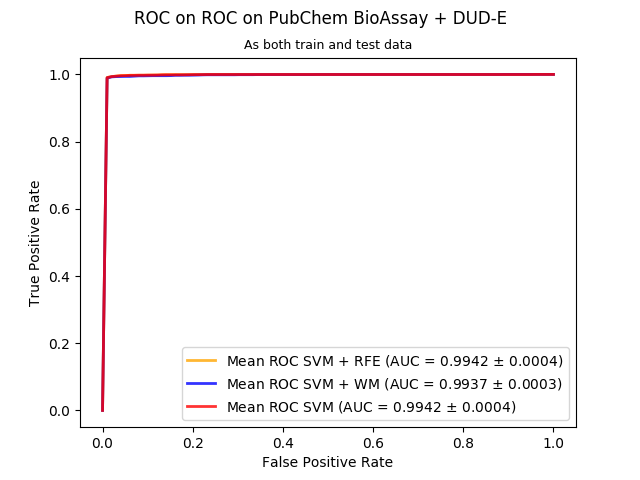 ROC on ROC on PubChem BioAssay + DUD-E
As both train and test data
True Positive Rate
1.0
0.8
0.6
0.4
0.2
0.0
Mean ROC SVM + RFE (AUC = 0.9942 ± 0.0004)
Mean ROC SVM + WM (AUC = 0.9937 ± 0.0003)
Mean ROC SVM (AUC = 0.9942 ± 0.0004)
0.0 0.2 0.4 0.6 0.8 1.0
False Positive Rate